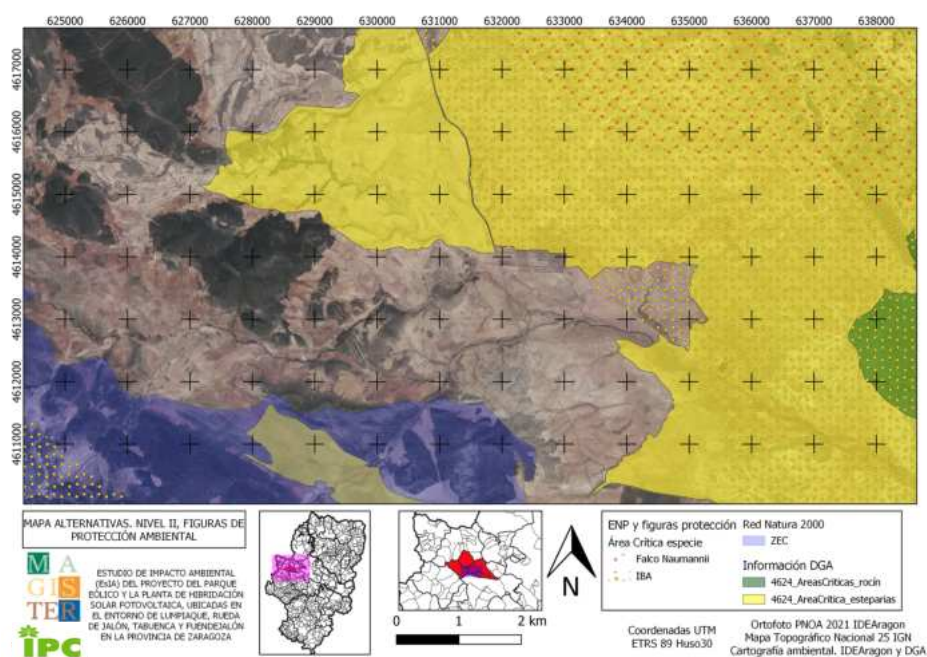 625000 626000 627000 628000 629000 630000 631000 632000 633000 634000 635000 636000 637000 638000
4617000
4616000
4615000
4614000
4613000
4612000
4611000
MAPA ALTERNATIVAS. NIVEL II, FIGURAS DE
PROTECCIÓN AMBIENTAL
MA
GIS
TER
IPC
ESTUDIO DE IMPACTO AMBIENTAL
(EsIA) DEL PROYECTO DEL PARQUE
EÓLICO Y LA PLANTA DE HIBRIDACIÓN
SOLAR FOTOVOLTAICA, UBICADAS EN
EL ENTORNO DE LUMPIAQUE, RUEDA
DE JALÓN, TABUENCA Y FUENDEJALÓN
EN LA PROVINCIA DE ZARAGOZA
0 1 2 km
N
ENP y figuras protección
Área Crítica especie
Falco Naumannii
IBA
Red Natura 2000
ZEC
Información DGA
4624_AreasCriticas_rocín
4624_AreaCrítica_esteparias
Coordenadas UTM
ETRS 89 Huso30
Ortofoto PNOA 2021 IDEAragon
Mapa Topográfico Nacional 25 IGN
Cartografía ambiental. IDEAragon y DGA